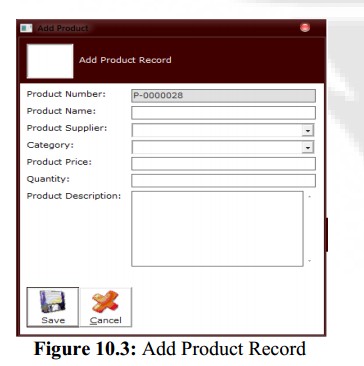 Add Product
Add Product Record
Product Number: P-0000028
Product Name:
Product Supplier:
Category:
Product Price:
Quantity:
Product Description:
Save Cancel
Figure 10.3: Add Product Record